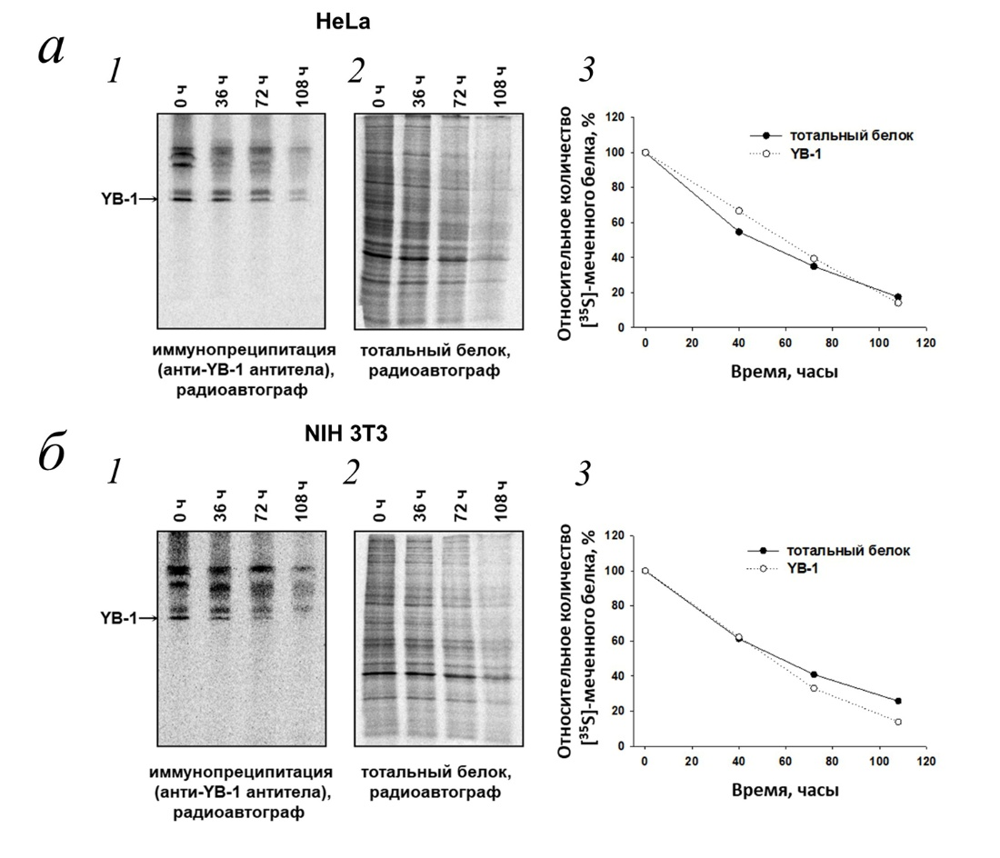 HeLa
а
1
2
3
0 ч
36 ч
72 ч
108 ч
0 ч
36 ч
72 ч
108 ч
YB-1
иммунопреципитация
(анти-YB-1 антитела),
радиоавтограф
тотальный белок,
радиоавтограф
Относительное количество
[³⁵S]-меченного белка, %
120
100
80
60
40
20
0
тотальный белок
YB-1
0
20
40
60
80
100
120
Время, часы
NIH 3T3
б
1
2
3
0 ч
36 ч
72 ч
108 ч
0 ч
36 ч
72 ч
108 ч
YB-1
иммунопреципитация
(анти-YB-1 антитела),
радиоавтограф
тотальный белок,
радиоавтограф
Относительное количество
[³⁵S]-меченного белка, %
120
100
80
60
40
20
0
тотальный белок
YB-1
0
20
40
60
80
100
120
Время, часы